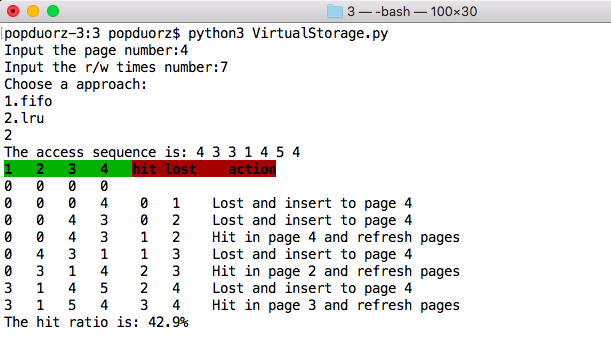 3 — -bash — 100×30
[popduorz-3:3 popduorz$ python3 VirtualStorage.py
Input the page number:4
Input the r/w times number:7
Choose a approach:
1.fifo
2.lru
2
The access sequence is: 4 3 3 1 4 5 4
1   2   3   4   hit lost    action
0   0   0   0
0   0   0   4    0   1    Lost and insert to page 4
0   0   4   3    0   2    Lost and insert to page 4
0   0   4   3    1   2    Hit in page 4 and refresh pages
0   4   3   1    1   3    Lost and insert to page 4
0   3   1   4    2   3    Hit in page 2 and refresh pages
3   1   4   5    2   4    Lost and insert to page 4
3   1   5   4    3   4    Hit in page 3 and refresh pages
The hit ratio is: 42.9%